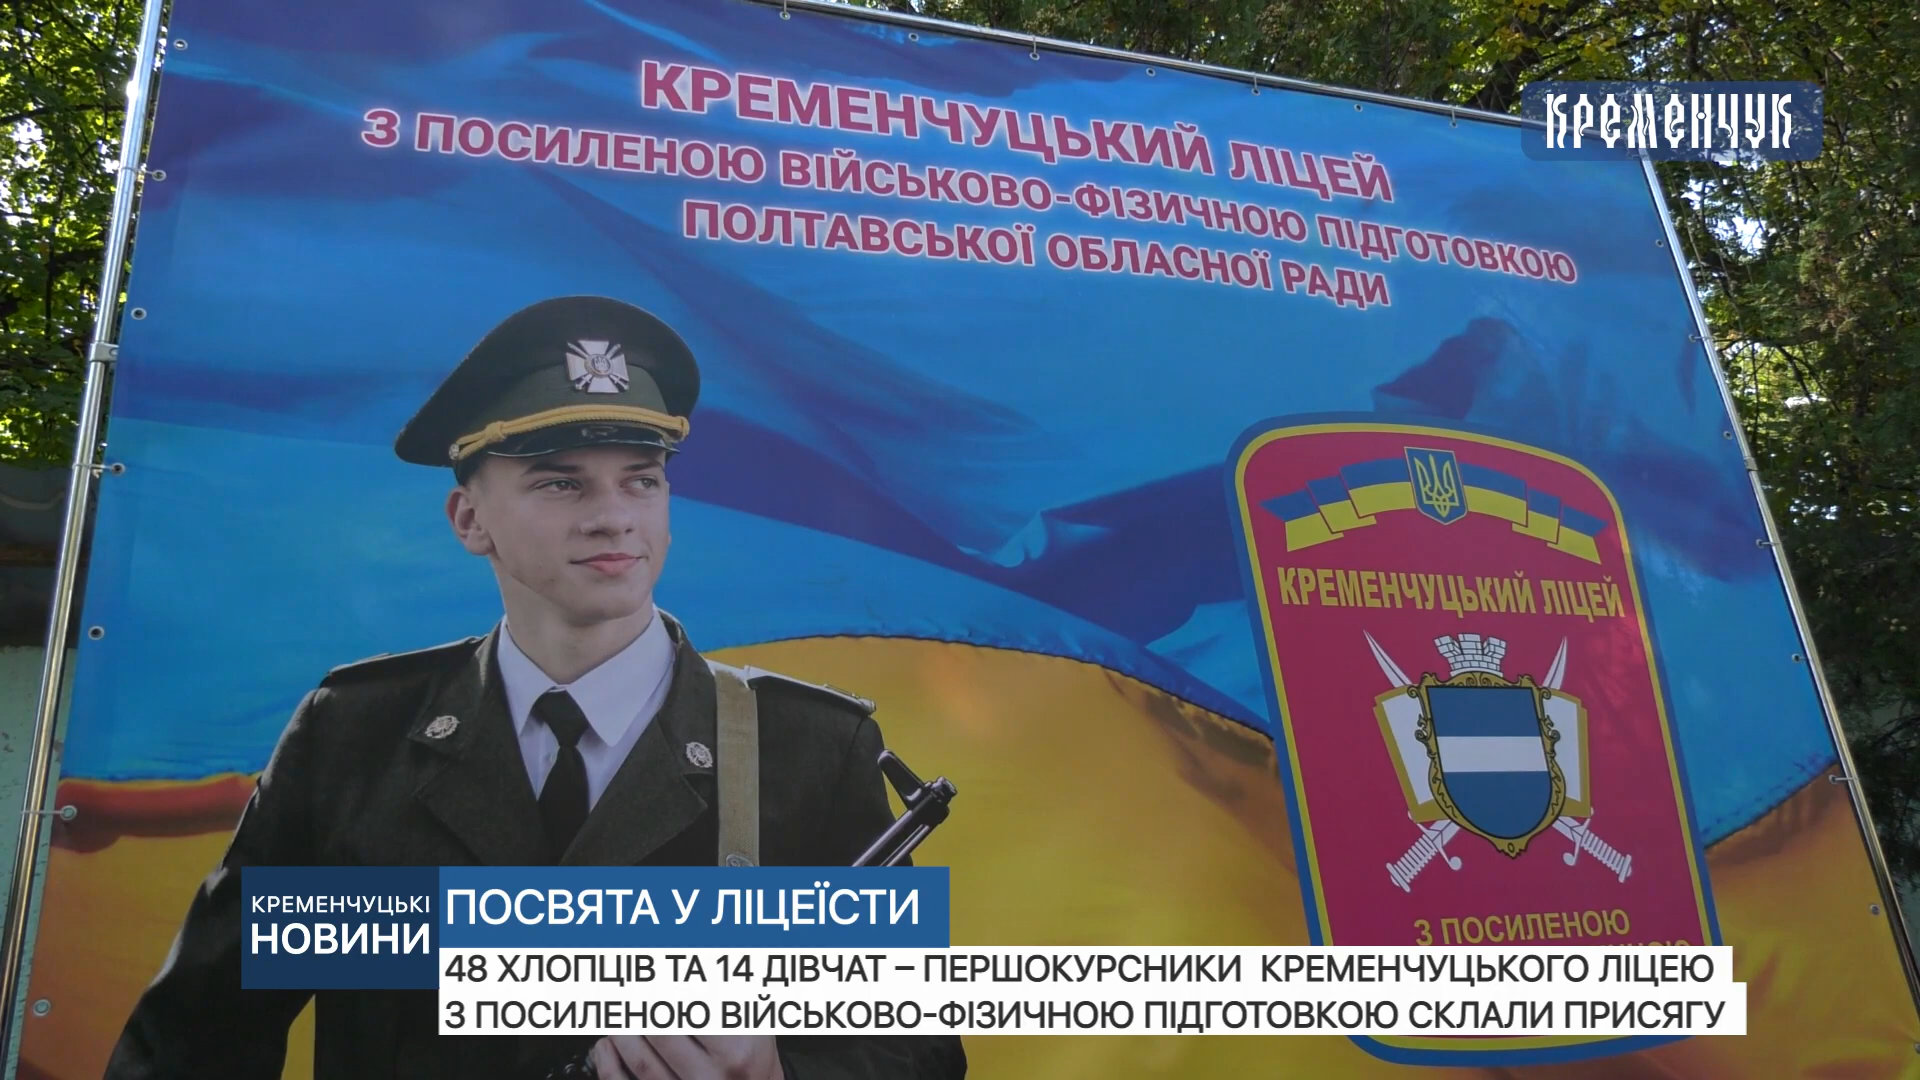 КРЕМЕНЧУЦЬКИЙ ЛІЦЕЙ
З ПОСИЛЕНОЮ ВІЙСЬКОВО-ФІЗИЧНОЮ ПІДГОТОВКОЮ
ПОЛТАВСЬКОЇ ОБЛАСНОЇ РАДИ
КРЕМЕНЧУК
КРЕМЕНЧУЦЬКИЙ ЛІЦЕЙ
З ПОСИЛЕНОЮ
КРЕМЕНЧУЦЬКІ
НОВИНИ
ПОСВЯТА У ЛІЦЕЇСТИ
48 ХЛОПЦІВ ТА 14 ДІВЧАТ – ПЕРШОКУРСНИКИ КРЕМЕНЧУЦЬКОГО ЛІЦЕЮ
З ПОСИЛЕНОЮ ВІЙСЬКОВО-ФІЗИЧНОЮ ПІДГОТОВКОЮ СКЛАЛИ ПРИСЯГУ